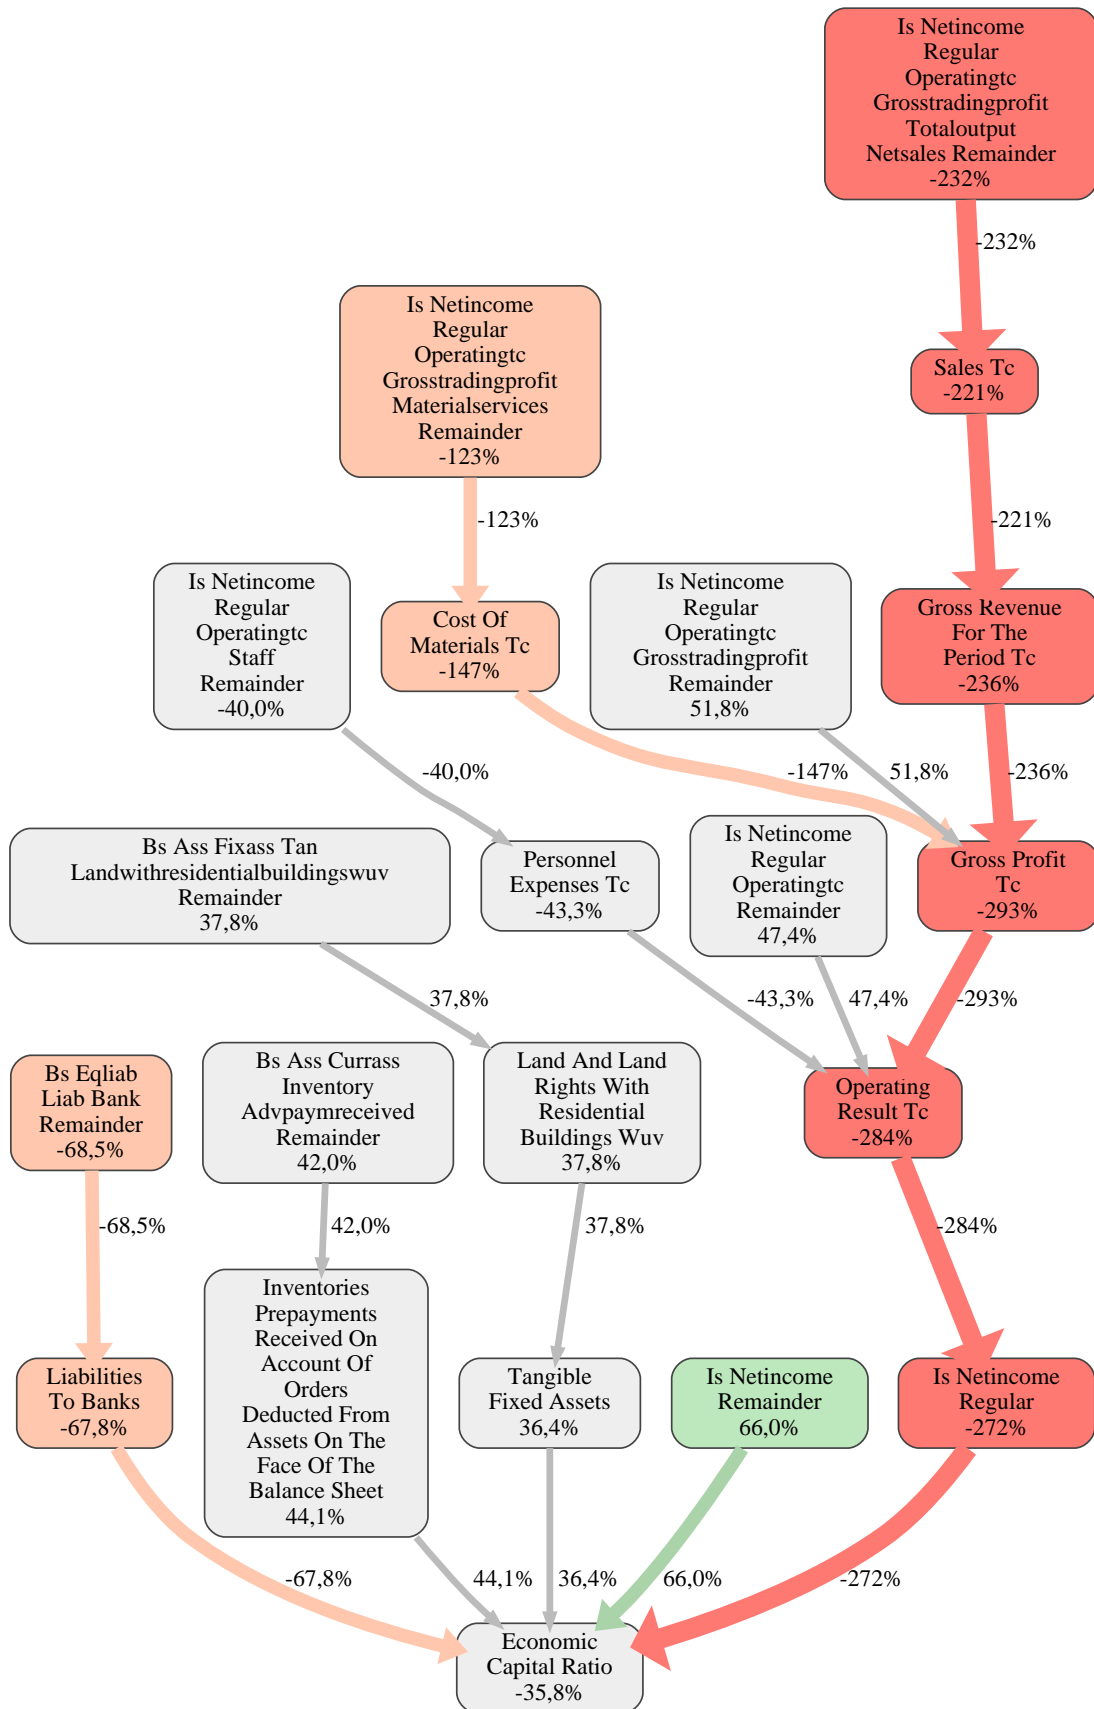 Is Netincome
Regular
Operatingtc
Grosstradingprofit
Totaloutput
Netsales Remainder
-232%
-232%
Is Netincome
Regular
Operatingtc
Grosstradingprofit
Materialservices
Remainder
-123%
Sales Tc
-221%
-123%
-221%
Is Netincome
Regular
Operatingtc
Staff
Remainder
-40,0%
Cost Of
Materials Tc
-147%
Is Netincome
Regular
Operatingtc
Grosstradingprofit
Remainder
51,8%
Gross Revenue
For The
Period Tc
-236%
-40,0%
-147%
51,8%
-236%
Bs Ass Fixass Tan
Landwithresidentialbuildingswuv
Remainder
37,8%
Personnel
Expenses Tc
-43,3%
Is Netincome
Regular
Operatingtc
Remainder
47,4%
Gross Profit
Tc
-293%
37,8%
-43,3%
47,4%
-293%
Bs Eqliab
Liab Bank
Remainder
-68,5%
Bs Ass Currass
Inventory
Advpaymreceived
Remainder
42,0%
Land And Land
Rights With
Residential
Buildings Wuv
37,8%
Operating
Result Tc
-284%
-68,5%
42,0%
37,8%
-284%
Liabilities
To Banks
-67,8%
Inventories
Prepayments
Received On
Account Of
Orders
Deducted From
Assets On The
Face Of The
Balance Sheet
44,1%
Tangible
Fixed Assets
36,4%
Is Netincome
Remainder
66,0%
Is Netincome
Regular
-272%
-67,8%
44,1%
36,4%
66,0%
-272%
Economic
Capital Ratio
-35,8%